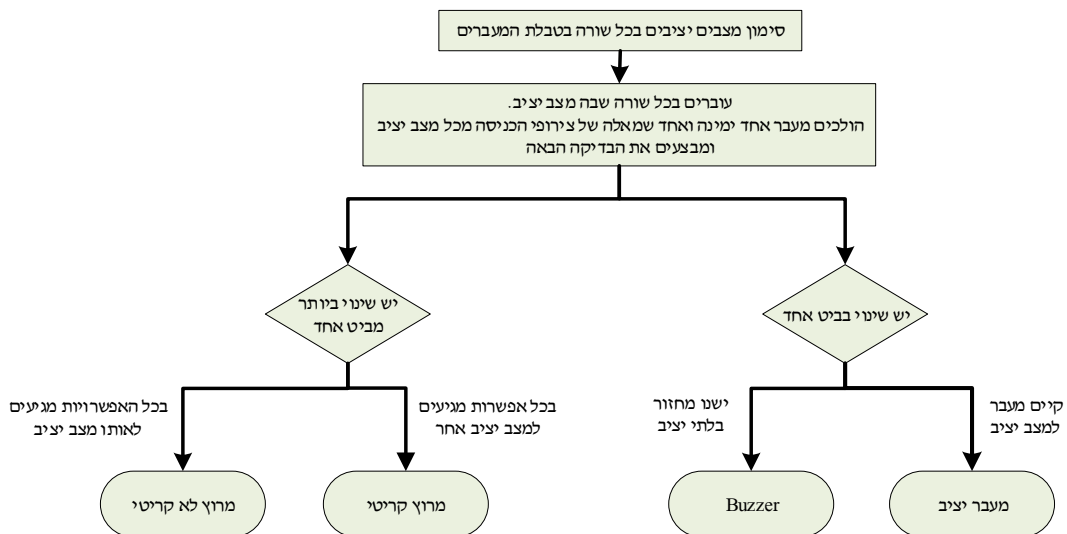 סימון מצבים יציבים בכל שורה בטבלת המעברים
עוברים בכל שורה שבה מצב יציב.
הולכים מעבר אחד ימינה ואחד שמאלה של צירופי הכניסה מכל מצב יציב
ומבצעים את הבדיקה הבאה
יש שינוי בביט אחד
יש שינוי ביותר
מביט אחד
קיים מעבר
למצב יציב
ישנו מחזור
בלתי יציב
בכל אפשרות מגיעים
למצב יציב אחר
בכל האפשרויות מגיעים
לאותו מצב יציב
מעבר יציב
Buzzer
מרוץ קריטי
מרוץ לא קריטי